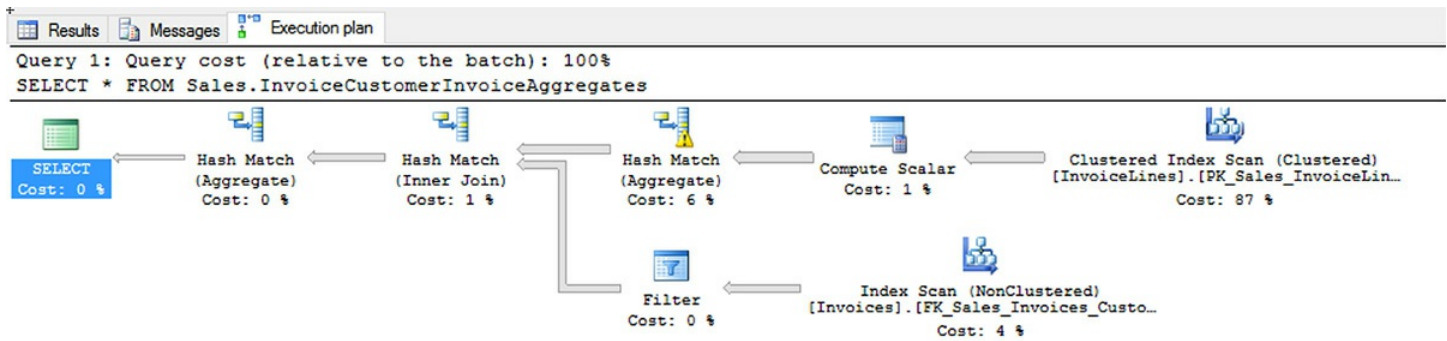 Results Messages Execution plan
Query 1: Query cost (relative to the batch): 100%
SELECT * FROM Sales.InvoiceCustomerInvoiceAggregates
SELECT
Cost: 0 %
Hash Match
(Aggregate)
Cost: 0 %
Hash Match
(Inner Join)
Cost: 1 %
Hash Match
(Aggregate)
Cost: 6 %
Compute Scalar
Cost: 1 %
Clustered Index Scan (Clustered)
[InvoiceLines].[PK_Sales_InvoiceLin…
Cost: 87 %
Filter
Cost: 0 %
Index Scan (NonClustered)
[Invoices].[FK_Sales_Invoices_Custo…
Cost: 4 %